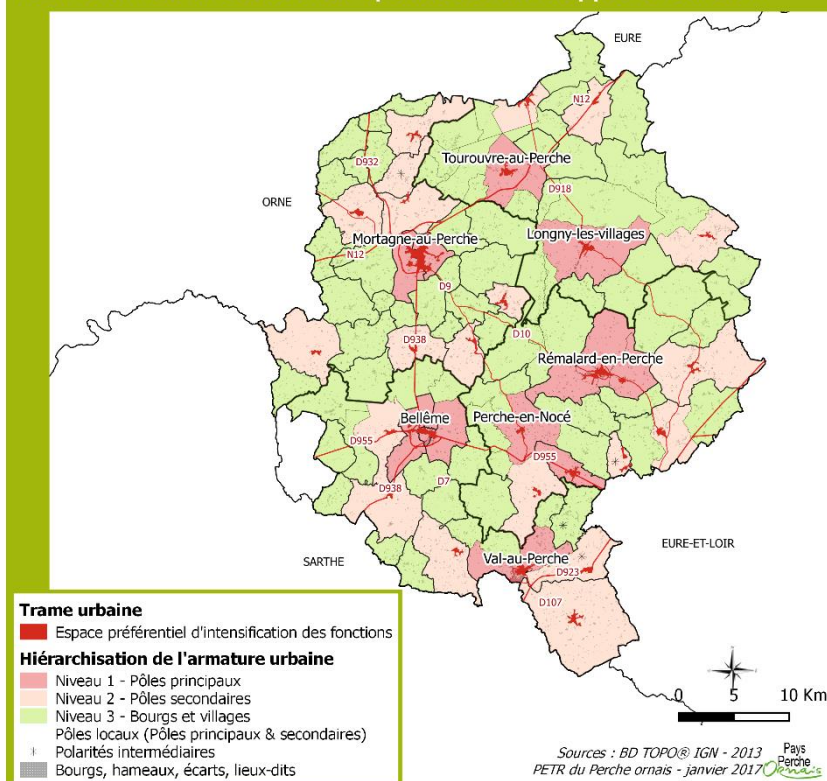 EURE
N12
Tourouvre-au-Perche
D932
D918
ORNE
Mortagne-au-Perche
Longny-les-villages
N12
D9
D10
D938
Rémalard-en-Perche
Bellême
Perche-en-Nocé
D955
D955
D938
D7
EURE-ET-LOIR
SARTHE
Val-au-Perche
D923
D107
Trame urbaine
Espace préférentiel d'intensification des fonctions
Hiérarchisation de l'armature urbaine
Niveau 1 - Pôles principaux
Niveau 2 - Pôles secondaires
Niveau 3 - Bourgs et villages
Pôles locaux (Pôles principaux & secondaires)
Polarités intermédiaires
Bourgs, hameaux, écarts, lieux-dits
0 5 10 Km
Sources : BD TOPO® IGN - 2013
PETR du Perche ornais - janvier 2017
Pays
Perche
Ornais